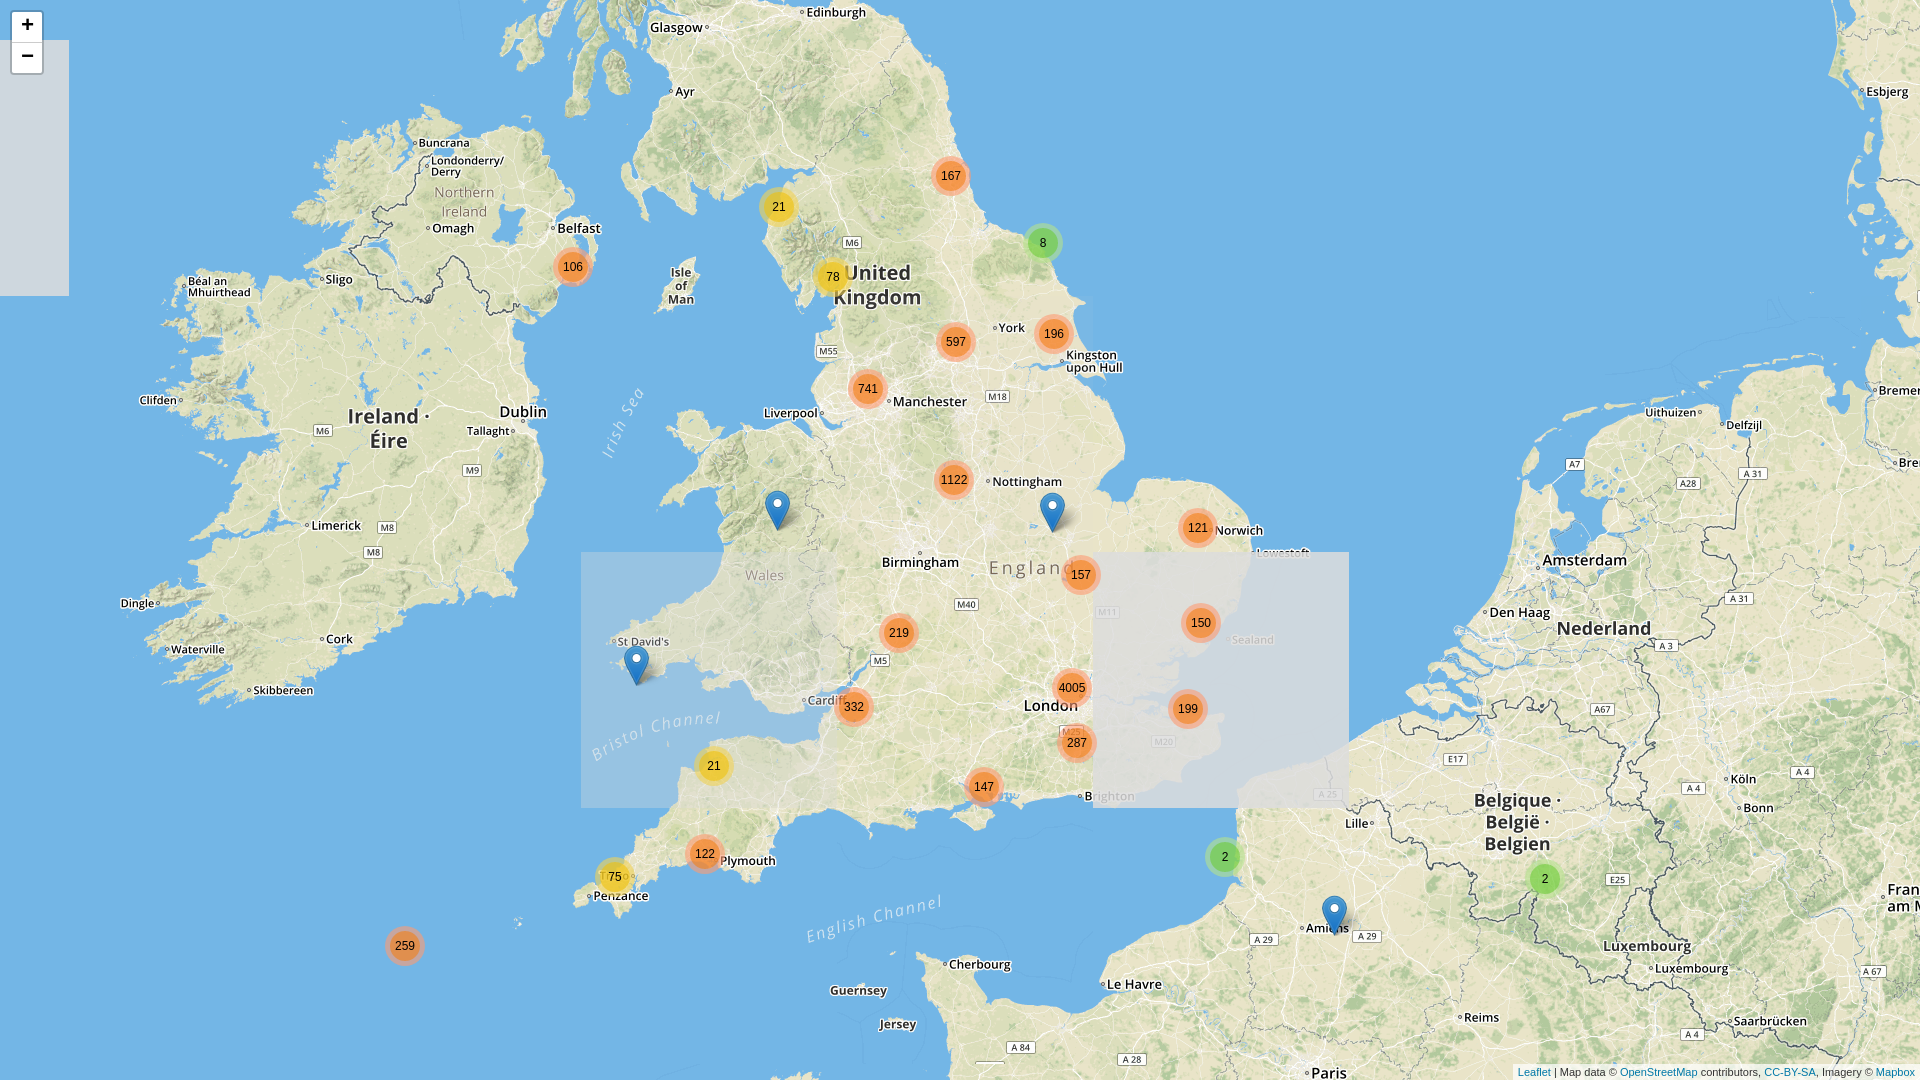 +
−
Edinburgh
Glasgow
Ayr
Esbjerg
Buncrana
Londonderry/
Derry
Northern
Ireland
Omagh
Belfast
167
21
M6
8
106
Béal an
Mhuirthead
Sligo
Isle
of
Man
78
United
Kingdom
York
196
597
M55
Kingston
upon Hull
741
Manchester
M18
Liverpool
Irish Sea
Clifden
Ireland ·
Éire
Dublin
Tallaght
M6
M9
Uithuizen
Delfzijl
A7
A 31
A28
1122
Nottingham
Limerick
M8
M8
121
Norwich
Lowestoft
Birmingham
England
157
Wales
Amsterdam
A 31
Dingle
M40
M11
Den Haag
Nederland
150
Sealand
219
Cork
Waterville
St David's
M5
A 3
Skibbereen
4005
London
Cardiff
332
199
A67
Bristol Channel
M25
287
M20
E17
21
147
Brighton
A 25
Köln
A 4
A 4
Bonn
Belgique ·
België ·
Belgien
Lille
122
Plymouth
2
75
Penzance
2
E25
English Channel
Amiens
A 29
A 29
259
Luxembourg
Luxembourg
A 67
Cherbourg
Le Havre
Guernsey
Jersey
Reims
Saarbrücken
A 4
A 84
A 28
Paris
Leaflet | Map data © OpenStreetMap contributors, CC-BY-SA, Imagery © Mapbox